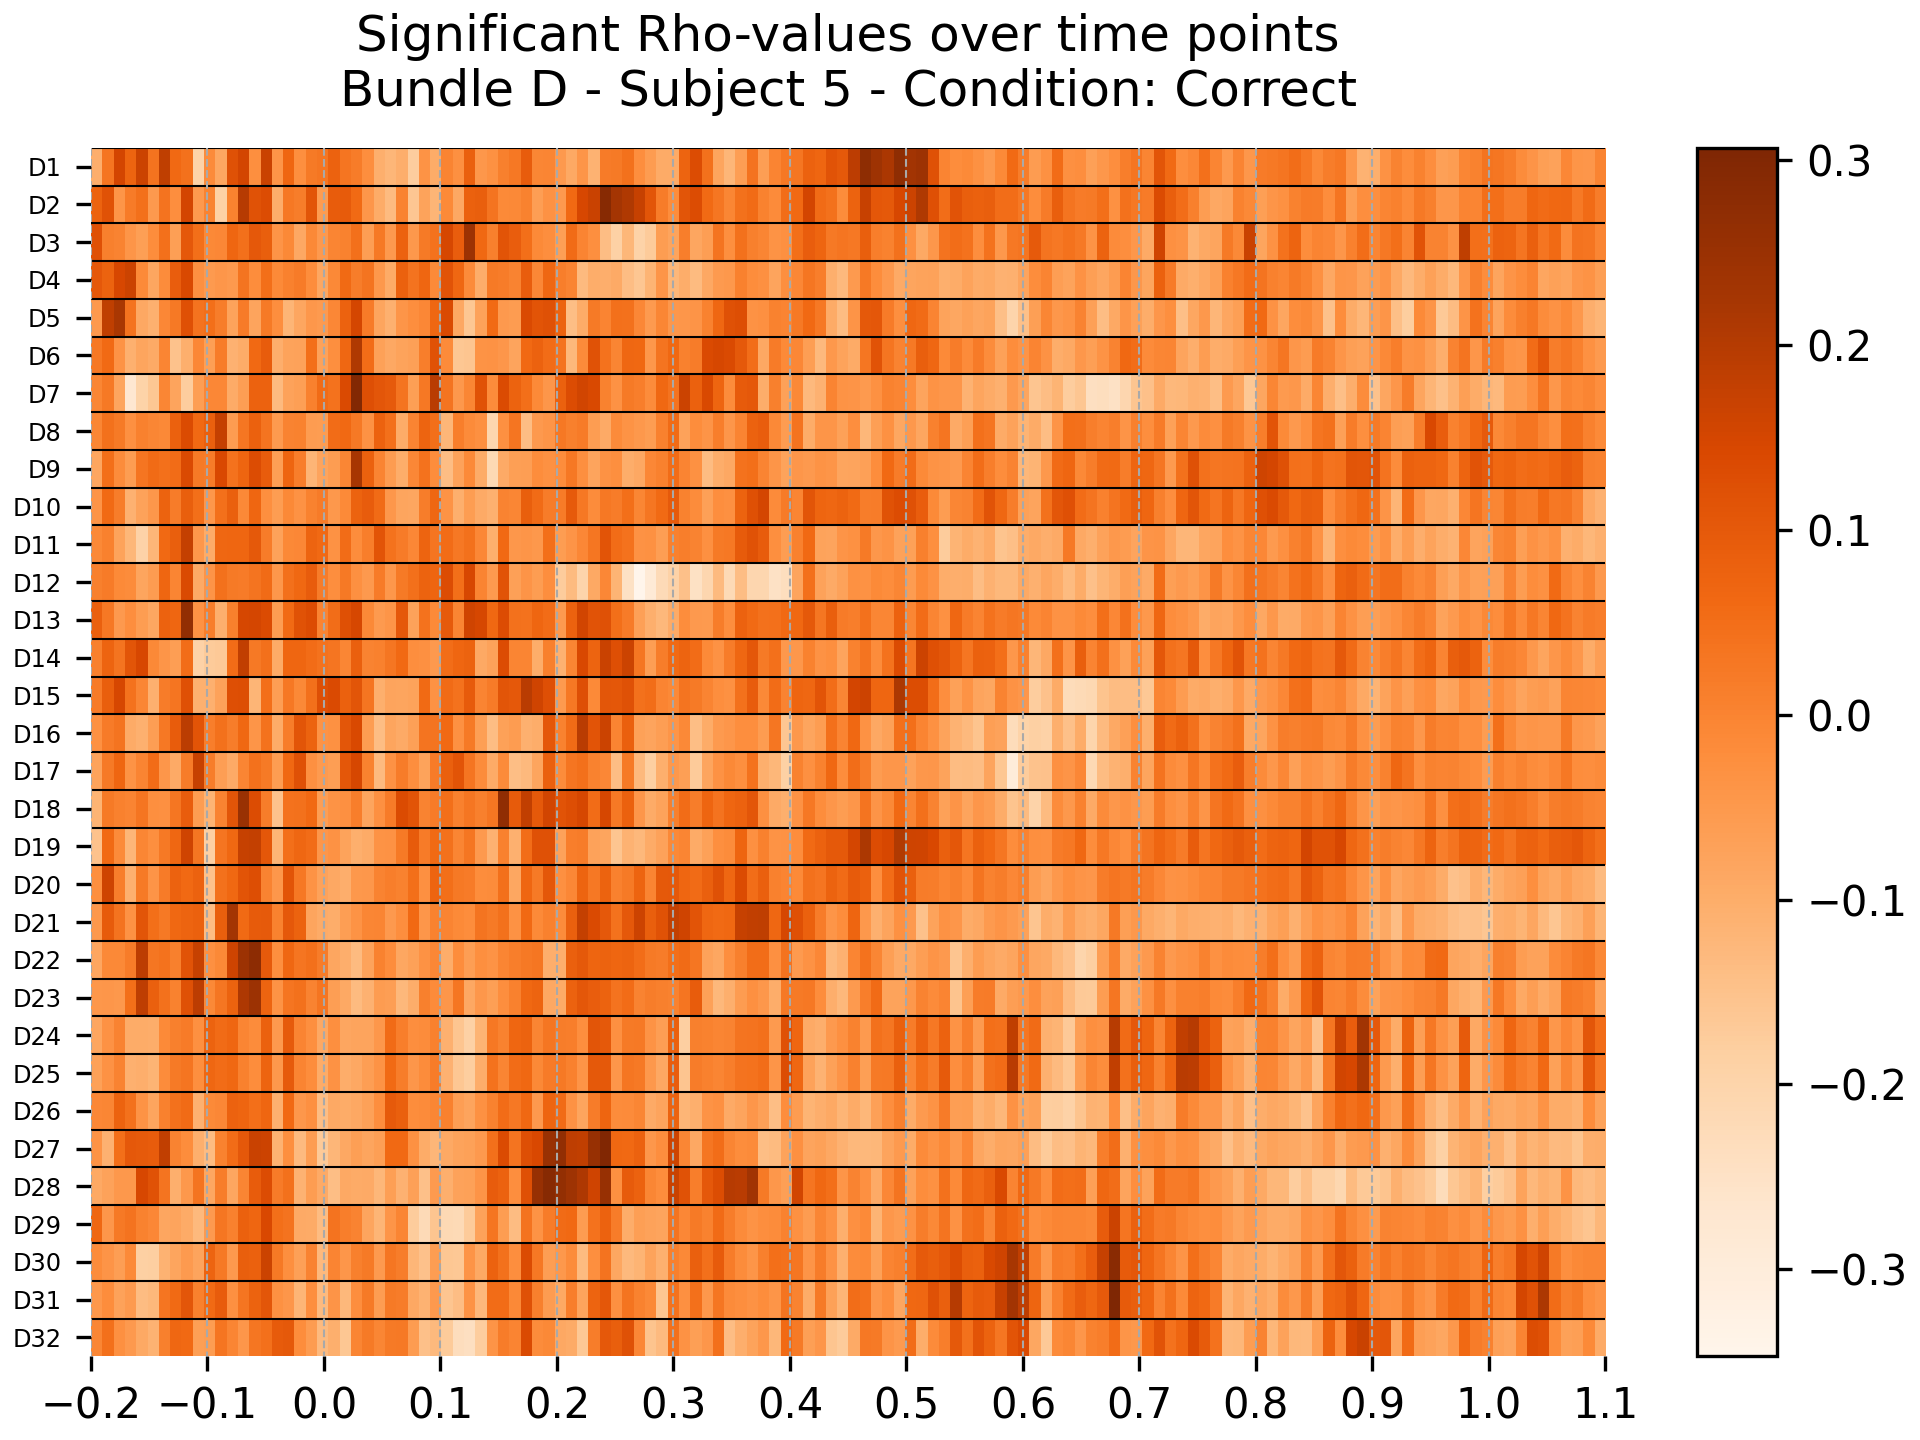 Significant Rho-values over time points
Bundle D - Subject 5 - Condition: Correct
D1
D2
D3
D4
D5
D6
D7
D8
D9
D10
D11
D12
D13
D14
D15
D16
D17
D18
D19
D20
D21
D22
D23
D24
D25
D26
D27
D28
D29
D30
D31
D32
−0.2 −0.1 0.0 0.1 0.2 0.3 0.4 0.5 0.6 0.7 0.8 0.9 1.0 1.1
0.3
0.2
0.1
0.0
−0.1
−0.2
−0.3